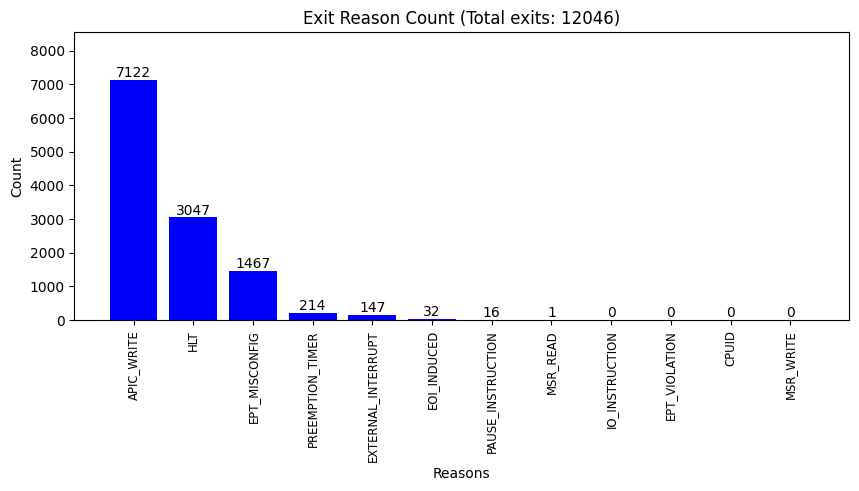 Exit Reason Count (Total exits: 12046)
8000
7000
6000
5000
4000
3000
2000
1000
0
Count
7122
3047
1467
214
147
32
16
1
0
0
0
0
APIC_WRITE
HLT
EPT_MISCONFIG
PREEMPTION_TIMER
EXTERNAL_INTERRUPT
EOI_INDUCED
PAUSE_INSTRUCTION
MSR_READ
IO_INSTRUCTION
EPT_VIOLATION
CPUID
MSR_WRITE
Reasons